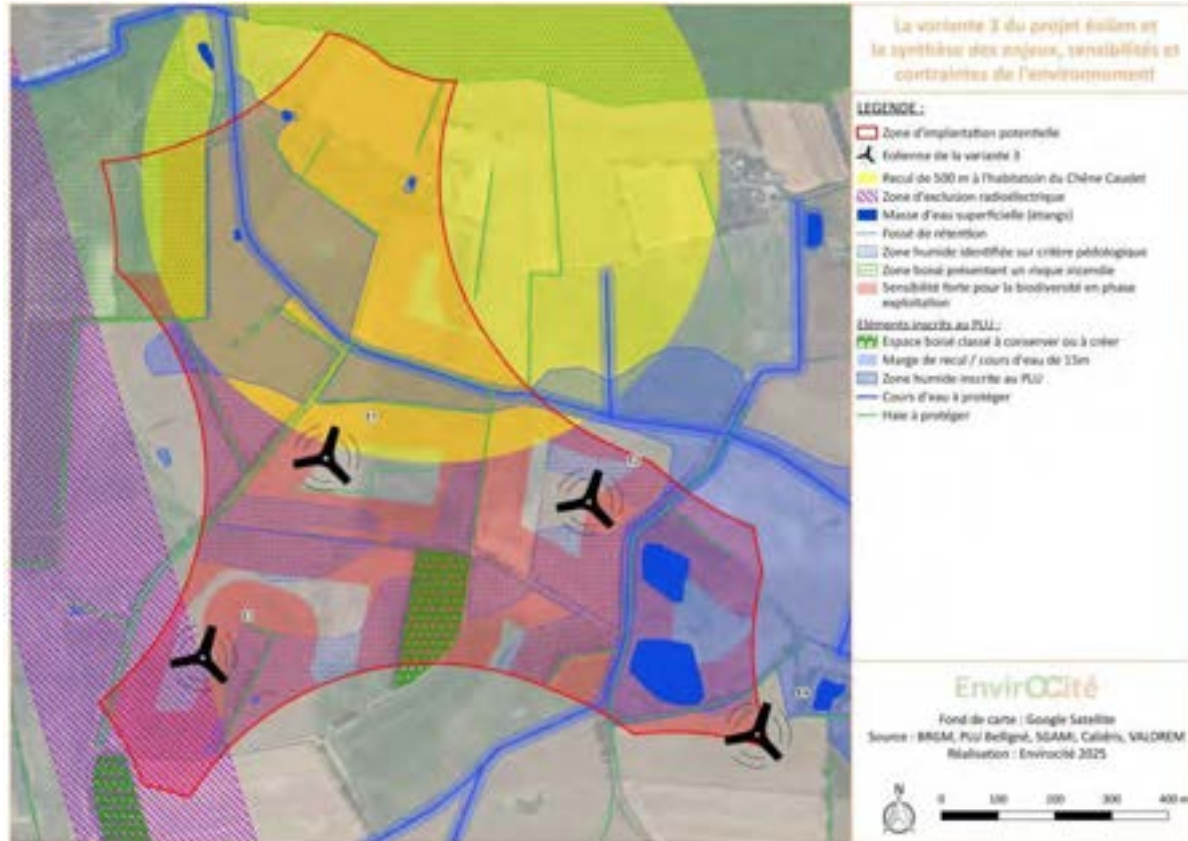 La variante 3 du projet éolien et
la synthèse des enjeux, sensibilités et
contraintes de l'environnement
LEGENDE :
Zone d'implantation potentielle
Eolienne de la variante 3
Recul de 500 m à l'habitatoin du Chêne Caudet
Zone d'exclusion radioélectrique
Masse d'eau superficielle (étangs)
Fossé de rétention
Zone humide identifiée sur critère pédologique
Zone boisé présentant un risque incendie
Sensibilité forte pour la biodiversité en phase
exploitation
Eléments inscrits au PLU :
Espace boisé classé à conserver ou à créer
Marge de recul / cours d'eau de 15m
Zone humide inscrite au PLU
Cours d'eau à protéger
Haie à protéger
EnvirOCité
Fond de carte : Google Satellite
Source : BRGM, PLU Belligné, SGAMI, Calidris, VALOREM
Réalisation : Envirocité 2025
N
0 100 200 300 400 m